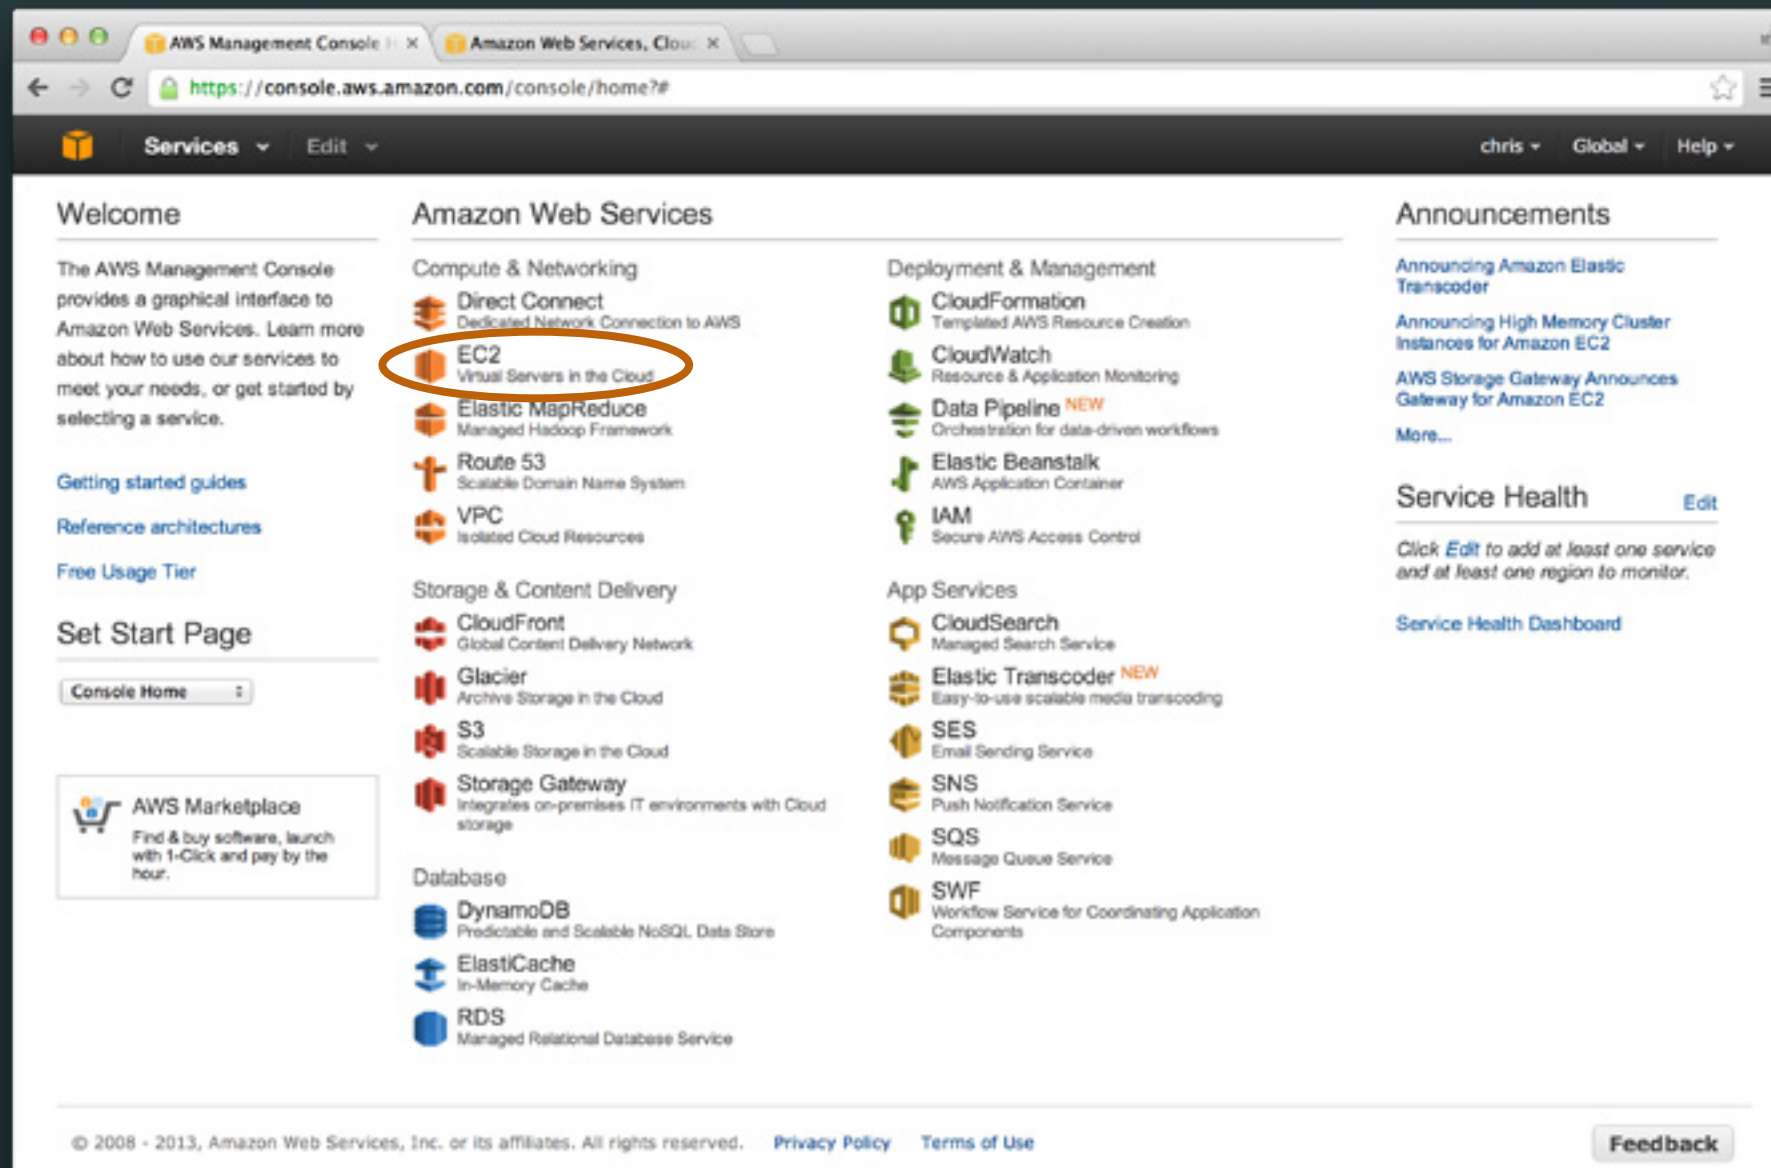 AWS Management Console H
Amazon Web Services, Clou
https://console.aws.amazon.com/console/home?#
Services Edit chris Global Help
Welcome
The AWS Management Console
provides a graphical interface to
Amazon Web Services. Learn more
about how to use our services to
meet your needs, or get started by
selecting a service.
Getting started guides
Reference architectures
Free Usage Tier
Set Start Page
Console Home
AWS Marketplace
Find & buy software, launch
with 1-Click and pay by the
hour.
Amazon Web Services
Compute & Networking
Direct Connect
Dedicated Network Connection to AWS
EC2
Virtual Servers in the Cloud
Elastic MapReduce
Managed Hadoop Framework
Route 53
Scalable Domain Name System
VPC
Isolated Cloud Resources
Storage & Content Delivery
CloudFront
Global Content Delivery Network
Glacier
Archive Storage in the Cloud
S3
Scalable Storage in the Cloud
Storage Gateway
Integrates on-premises IT environments with Cloud
storage
Database
DynamoDB
Predictable and Scalable NoSQL Data Store
ElastiCache
In-Memory Cache
RDS
Managed Relational Database Service
Deployment & Management
CloudFormation
Templated AWS Resource Creation
CloudWatch
Resource & Application Monitoring
Data Pipeline NEW
Orchestration for data-driven workflows
Elastic Beanstalk
AWS Application Container
IAM
Secure AWS Access Control
App Services
CloudSearch
Managed Search Service
Elastic Transcoder NEW
Easy-to-use scalable media transcoding
SES
Email Sending Service
SNS
Push Notification Service
SQS
Message Queue Service
SWF
Workflow Service for Coordinating Application
Components
Announcements
Announcing Amazon Elastic
Transcoder
Announcing High Memory Cluster
Instances for Amazon EC2
AWS Storage Gateway Announces
Gateway for Amazon EC2
More...
Service Health Edit
Click Edit to add at least one service
and at least one region to monitor.
Service Health Dashboard
© 2008 - 2013, Amazon Web Services, Inc. or its affiliates. All rights reserved. Privacy Policy Terms of Use
Feedback